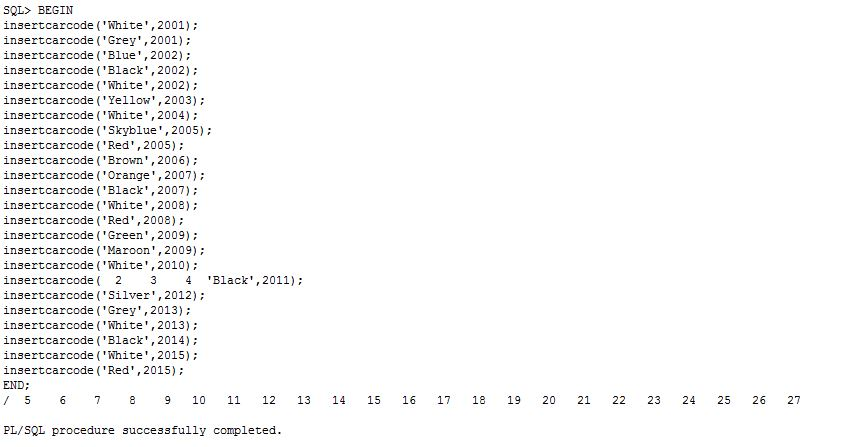 SQL> BEGIN
insertcarcode('White',2001);
insertcarcode('Grey',2001);
insertcarcode('Blue',2002);
insertcarcode('Black',2002);
insertcarcode('White',2002);
insertcarcode('Yellow',2003);
insertcarcode('White',2004);
insertcarcode('Skyblue',2005);
insertcarcode('Red',2005);
insertcarcode('Brown',2006);
insertcarcode('Orange',2007);
insertcarcode('Black',2007);
insertcarcode('White',2008);
insertcarcode('Red',2008);
insertcarcode('Green',2009);
insertcarcode('Maroon',2009);
insertcarcode('White',2010);
insertcarcode(  2    3    4  'Black',2011);
insertcarcode('Silver',2012);
insertcarcode('Grey',2013);
insertcarcode('White',2013);
insertcarcode('Black',2014);
insertcarcode('White',2015);
insertcarcode('Red',2015);
END;
/  5    6    7    8    9   10   11   12   13   14   15   16   17   18   19   20   21   22   23   24   25   26   27
PL/SQL procedure successfully completed.